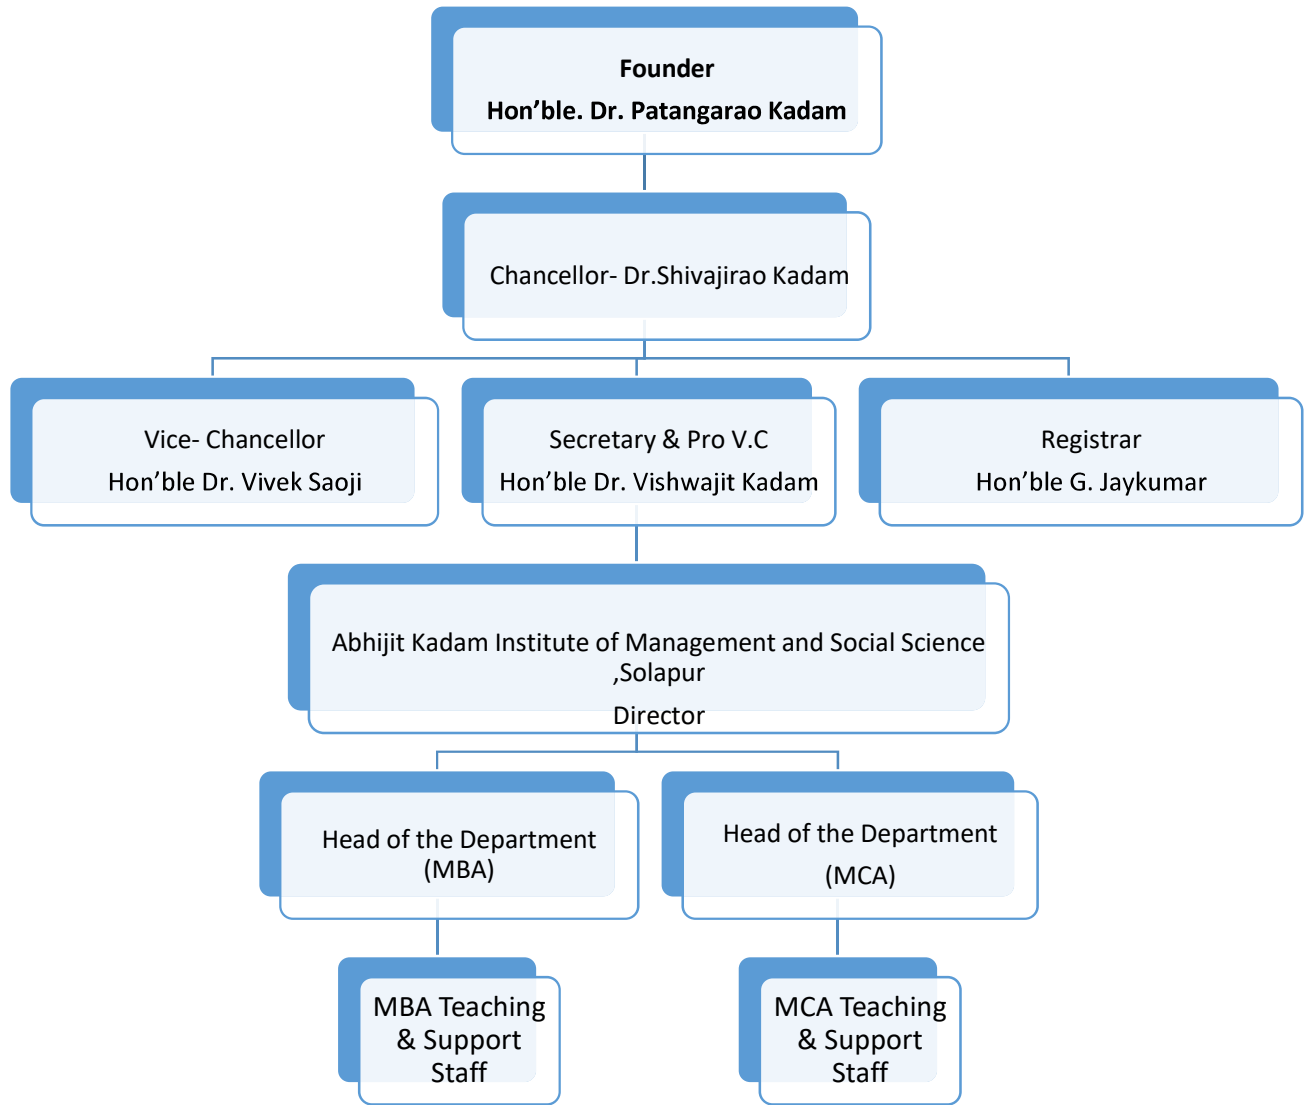 Founder
Hon’ble. Dr. Patangarao Kadam
Chancellor- Dr.Shivajirao Kadam
Vice- Chancellor
Hon’ble Dr. Vivek Saoji
Secretary & Pro V.C
Hon’ble Dr. Vishwajit Kadam
Registrar
Hon’ble G. Jaykumar
Abhijit Kadam Institute of Management and Social Science
,Solapur
Director
Head of the Department
(MBA)
Head of the Department
(MCA)
MBA Teaching
& Support
Staff
MCA Teaching
& Support
Staff